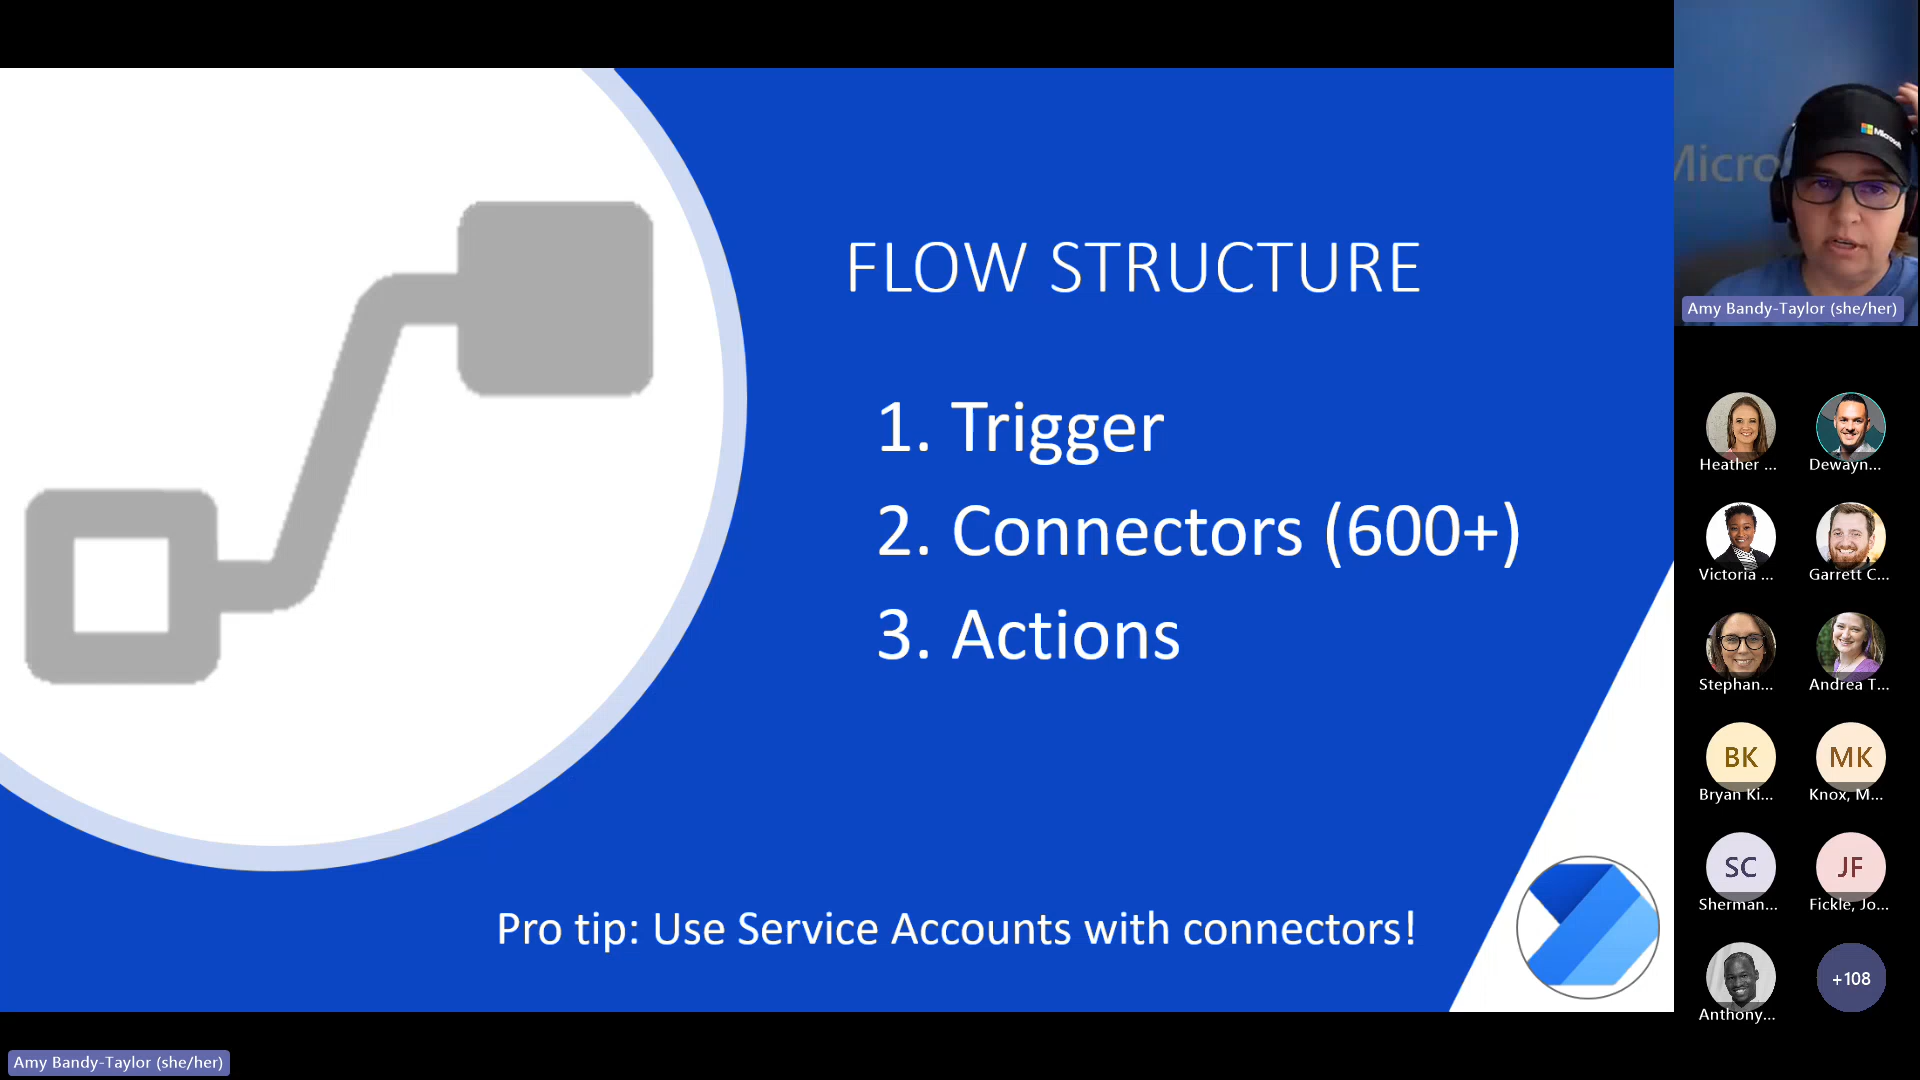 FLOW STRUCTURE
1. Trigger
2. Connectors (600+)
3. Actions
Pro tip: Use Service Accounts with connectors!
Microsoft
Micro
Amy Bandy-Taylor (she/her)
Heather ...
Dewayn...
Victoria ...
Garrett C...
Stephan...
Andrea T...
BK
MK
Bryan Ki...
Knox, M...
SC
JF
Sherman...
Fickle, Jo...
+108
Anthony...
Amy Bandy-Taylor (she/her)